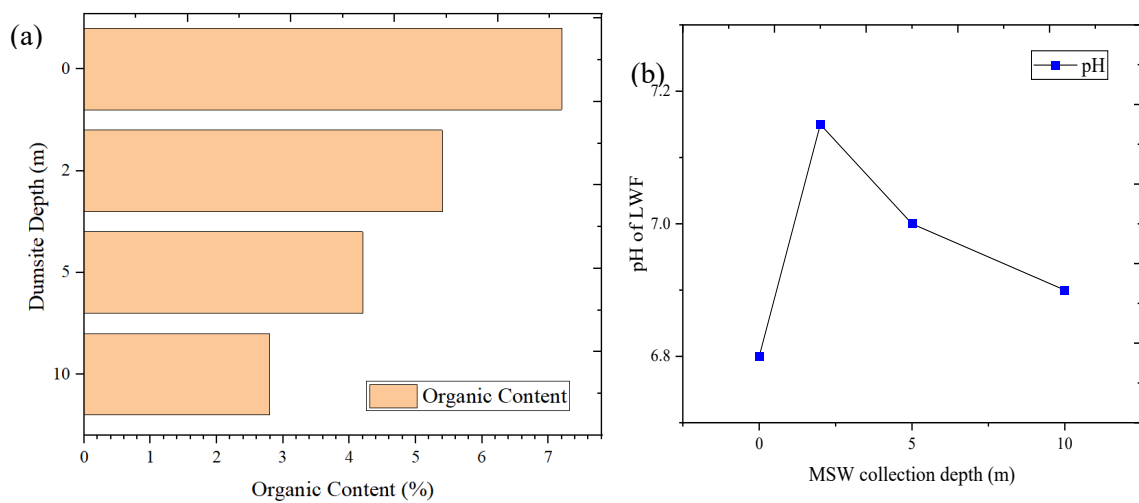 (a)
Dumsite Depth (m)
0
2
5
10
Organic Content
0 1 2 3 4 5 6 7
Organic Content (%)
(b)
pH
pH of LWF
7.2
7.0
6.8
0 5 10
MSW collection depth (m)